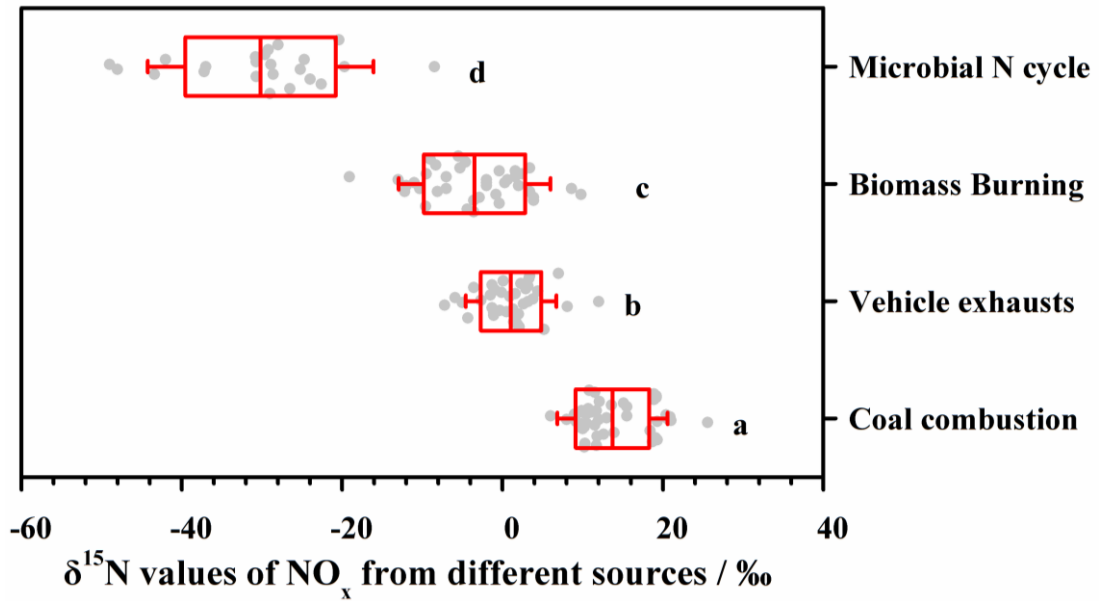 d
Microbial N cycle
c
Biomass Burning
b
Vehicle exhausts
a
Coal combustion
-60 -40 -20 0 20 40
δ¹⁵N values of NOₓ from different sources / ‰